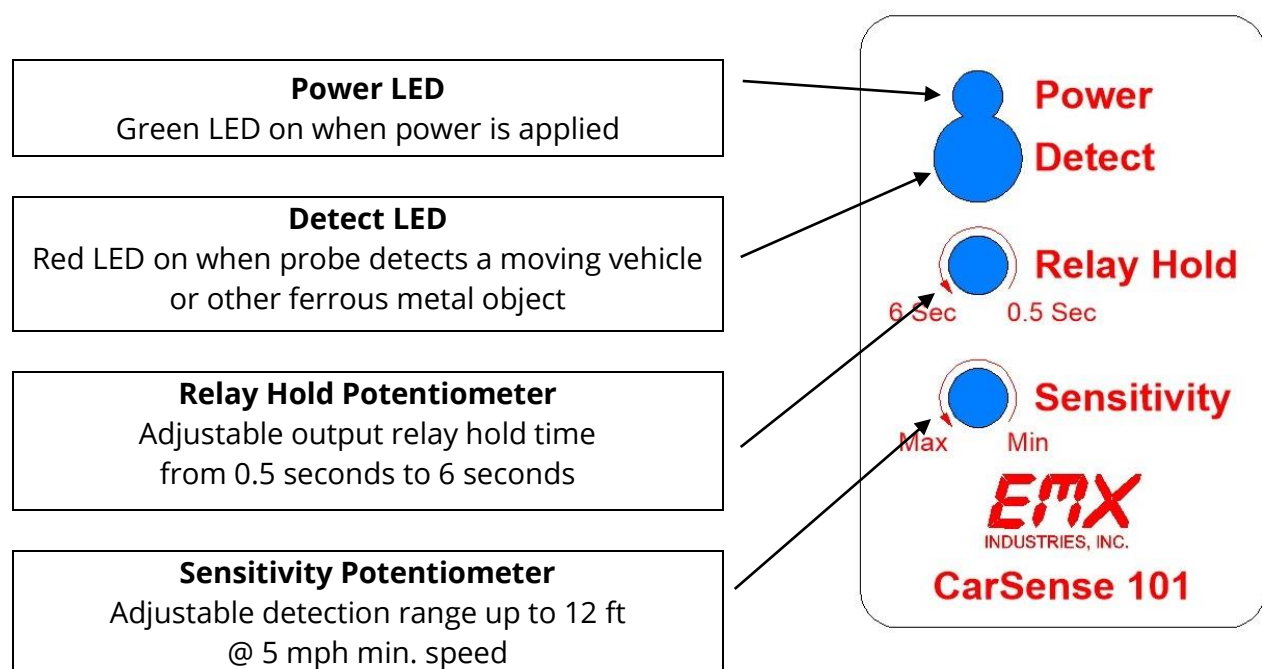 Power LED
Green LED on when power is applied
Detect LED
Red LED on when probe detects a moving vehicle
or other ferrous metal object
Relay Hold Potentiometer
Adjustable output relay hold time
from 0.5 seconds to 6 seconds
Sensitivity Potentiometer
Adjustable detection range up to 12 ft
@ 5 mph min. speed
Power
Detect
Relay Hold
6 Sec 0.5 Sec
Sensitivity
Max Min
EMX
INDUSTRIES, INC.
CarSense 101